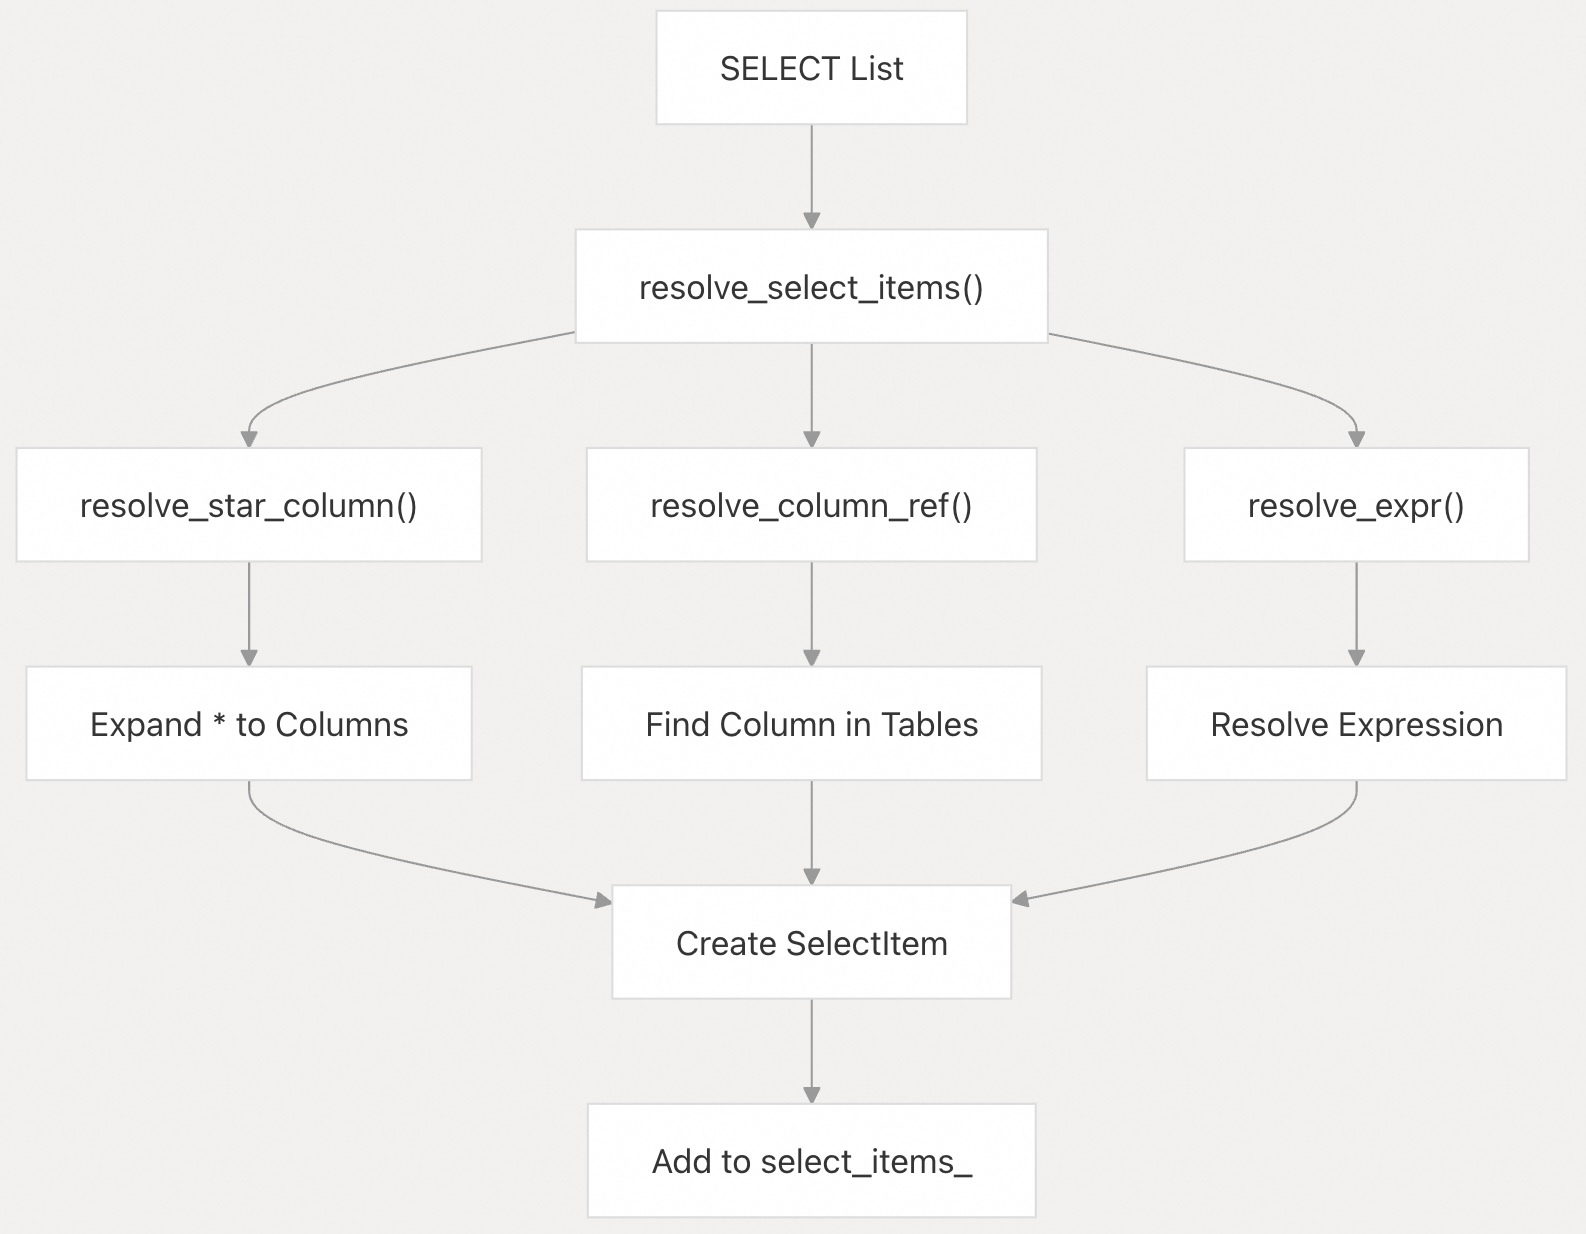 SELECT List
resolve_select_items()
resolve_star_column()
resolve_column_ref()
resolve_expr()
Expand * to Columns
Find Column in Tables
Resolve Expression
Create SelectItem
Add to select_items_